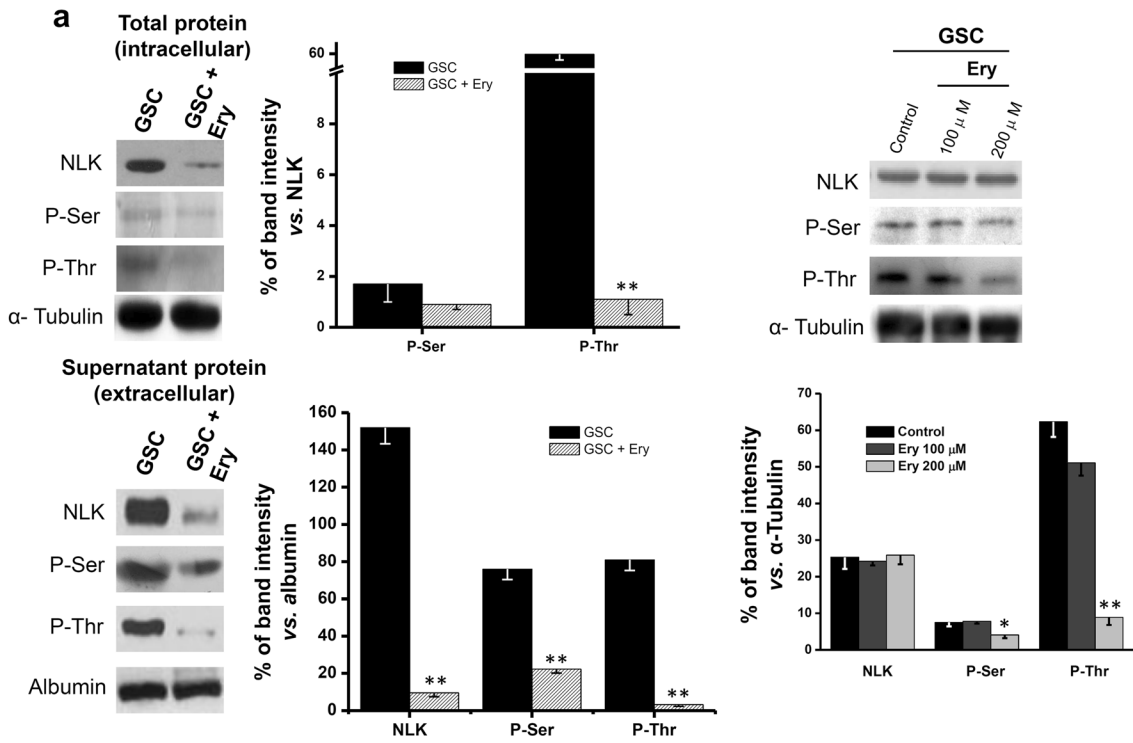 a
Total protein
(intracellular)
GSC
GSC +
Ery
NLK
P-Ser
P-Thr
α- Tubulin
% of band intensity
vs. NLK
60
8
6
4
2
0
GSC
GSC + Ery
**
P-Ser
P-Thr
GSC
Ery
Control
100 μ M
200 μ M
NLK
P-Ser
P-Thr
α- Tubulin
Supernatant protein
(extracellular)
GSC
GSC +
Ery
NLK
P-Ser
P-Thr
Albumin
% of band intensity
vs. albumin
160
140
120
100
80
60
40
20
0
GSC
GSC + Ery
**
**
**
NLK
P-Ser
P-Thr
% of band intensity
vs. α-Tubulin
70
60
50
40
30
20
10
0
Control
Ery 100 μM
Ery 200 μM
*
**
NLK
P-Ser
P-Thr